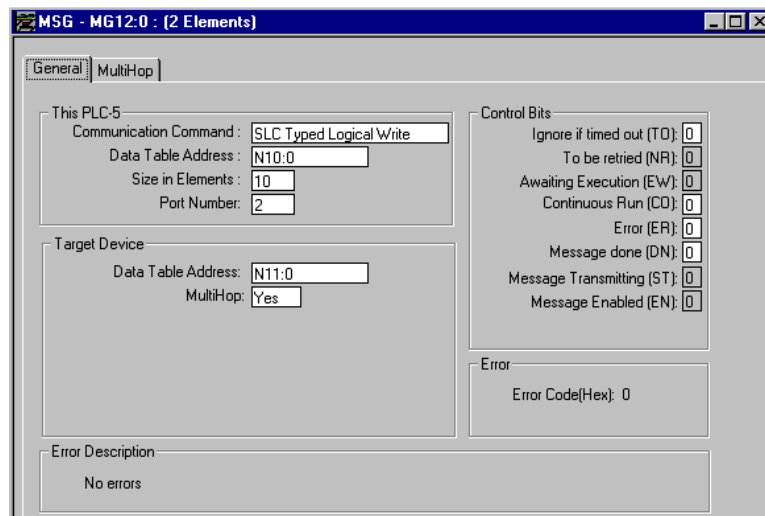 MSG - MG12:0 : (2 Elements)
General MultiHop
This PLC-5
Communication Command : SLC Typed Logical Write
Data Table Address : N10:0
Size in Elements : 10
Port Number: 2
Target Device
Data Table Address: N11:0
MultiHop: Yes
Control Bits
Ignore if timed out (TO): 0
To be retried (NR): 0
Awaiting Execution (EW): 0
Continuous Run (CO): 0
Error (ER): 0
Message done (DN): 0
Message Transmitting (ST): 0
Message Enabled (EN): 0
Error
Error Code(Hex): 0
Error Description
No errors